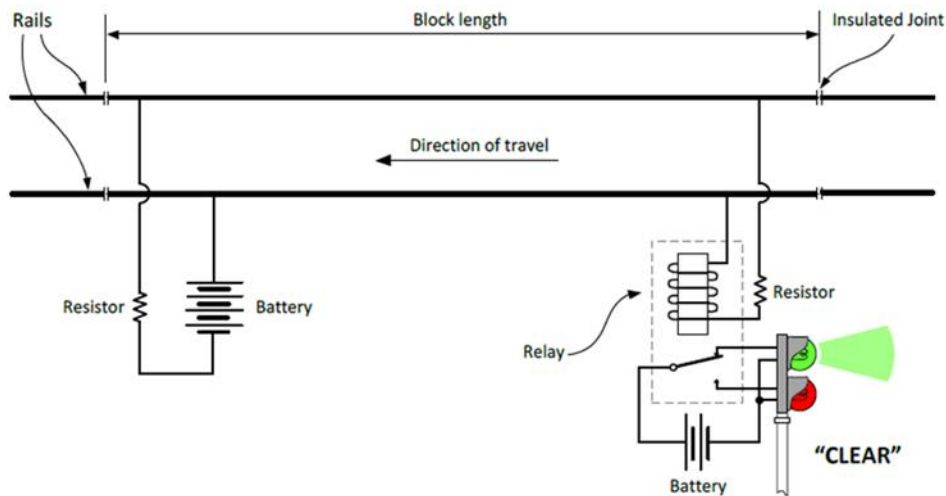 Rails
Block length
Insulated Joint
Direction of travel
Resistor
Battery
Resistor
Relay
"CLEAR"
Battery